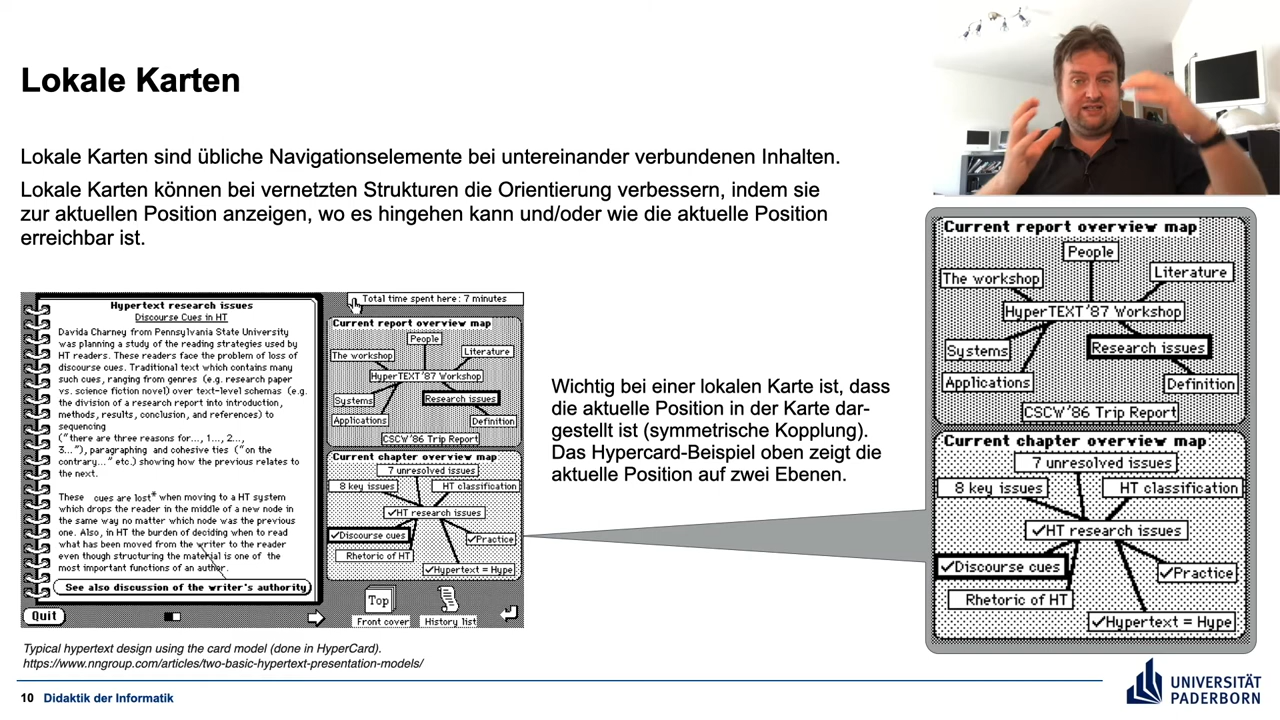 Lokale Karten
Lokale Karten sind übliche Navigationselemente bei untereinander verbundenen Inhalten.
Lokale Karten können bei vernetzten Strukturen die Orientierung verbessern, indem sie
zur aktuellen Position anzeigen, wo es hingehen kann und/oder wie die aktuelle Position
erreichbar ist.
Hypertext research issues
Discourse Cues in HT
Davida Charney from Pennsylvania State University
was planning a study of the reading strategies used by
HT readers. These readers face the problem of loss of
discourse cues. Traditional text which contains many
such cues, ranging from genres (e.g. research paper
vs. science fiction novel) over text-level schemas (e.g.
the division of a research report into introduction,
methods, results, conclusion, and references) to
sequencing
("there are three reasons for..., 1..., 2...,
3..."), paragraphing and cohesive ties ("on the
contrary..." etc.) showing how the previous relates to
the next.
These cues are lost* when moving to a HT system
which drops the reader in the middle of a new node in
the same way no matter which node was the previous
one. Also, in HT the burden of deciding when to read
what has been moved from the writer to the reader
even though structuring the material is one of the
most important functions of an author.
See also discussion of the writer's authority
Quit
Total time spent here: 7 minutes
Current report overview map
People
The workshop
Literature
HyperTEXT'87 Workshop
Systems
Research issues
Applications
Definition
CSCW'86 Trip Report
Current chapter overview map
7 unresolved issues
8 key issues
HT classification
✓HT research issues
✓Discourse cues
✓Practice
Rhetoric of HT
✓Hypertext = Hype
Top
Front cover
History list
Wichtig bei einer lokalen Karte ist, dass
die aktuelle Position in der Karte dar-
gestellt ist (symmetrische Kopplung).
Das Hypercard-Beispiel oben zeigt die
aktuelle Position auf zwei Ebenen.
Current report overview map
People
The workshop
Literature
HyperTEXT'87 Workshop
Systems
Research issues
Applications
Definition
CSCW'86 Trip Report
Current chapter overview map
7 unresolved issues
8 key issues
HT classification
✓HT research issues
✓Discourse cues
✓Practice
Rhetoric of HT
✓Hypertext = Hype
Typical hypertext design using the card model (done in HyperCard).
https://www.nngroup.com/articles/two-basic-hypertext-presentation-models/
10 Didaktik der Informatik
UNIVERSITÄT
PADERBORN